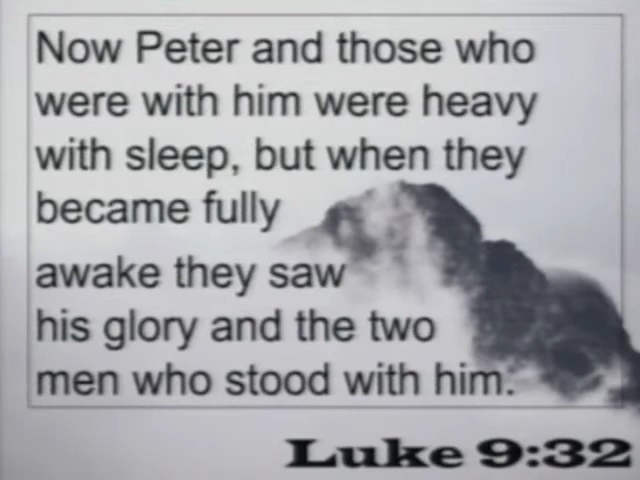 Now Peter and those who
were with him were heavy
with sleep, but when they
became fully
awake they saw
his glory and the two
men who stood with him.
Luke 9:32